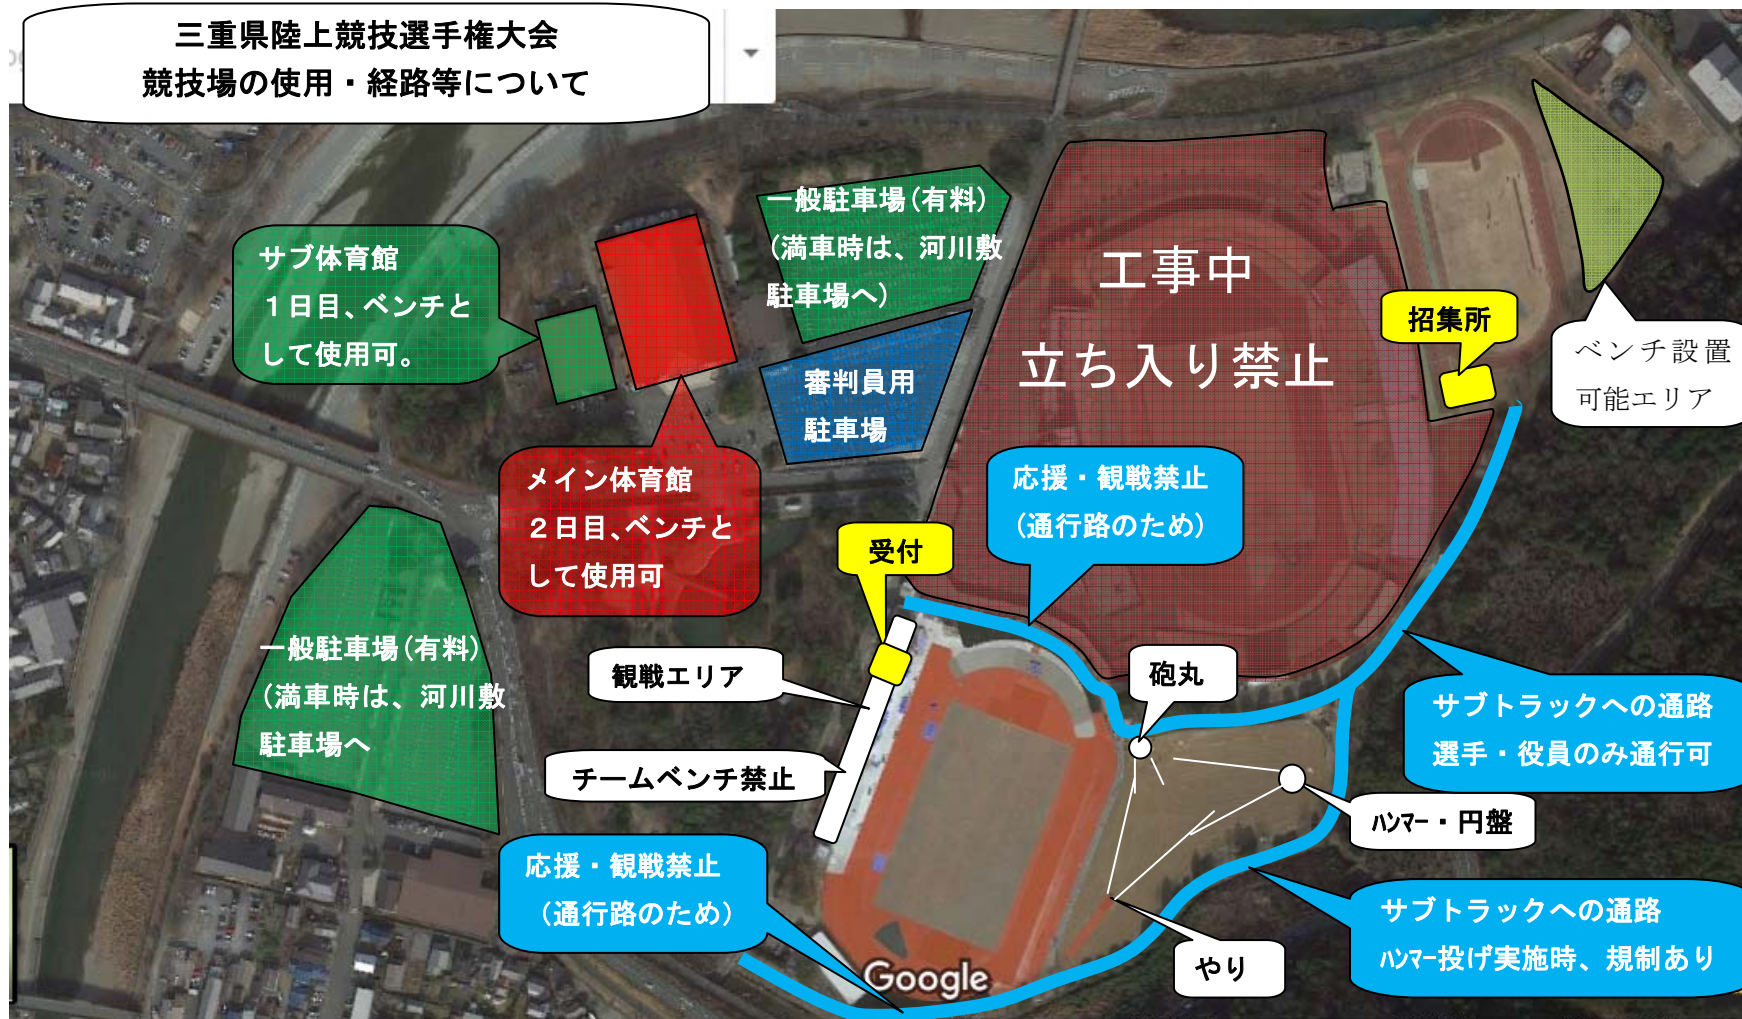 三重県陸上競技選手権大会
競技場の使用・経路等について
一般駐車場(有料)
(満車時は、河川敷
駐車場へ)
サブ体育館
１日目、ベンチと
して使用可。
工事中
立ち入り禁止
招集所
ベンチ設置
可能エリア
審判員用
駐車場
メイン体育館
２日目、ベンチと
して使用可
応援・観戦禁止
(通行路のため)
受付
一般駐車場(有料)
(満車時は、河川敷
駐車場へ
観戦エリア
砲丸
サブトラックへの通路
選手・役員のみ通行可
チームベンチ禁止
ﾊﾝﾏｰ・円盤
応援・観戦禁止
(通行路のため)
サブトラックへの通路
ﾊﾝﾏｰ投げ実施時、規制あり
やり
Google